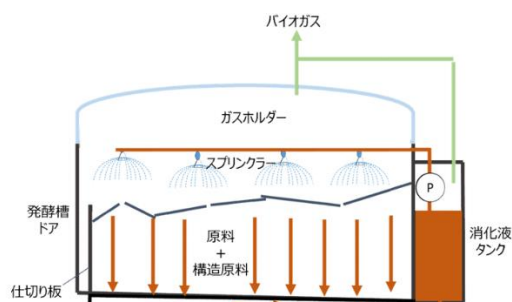 バイオガス
ガスホルダー
スプリンクラー
P
発酵槽
ドア
原料
+
構造原料
消化液
タンク
仕切り板